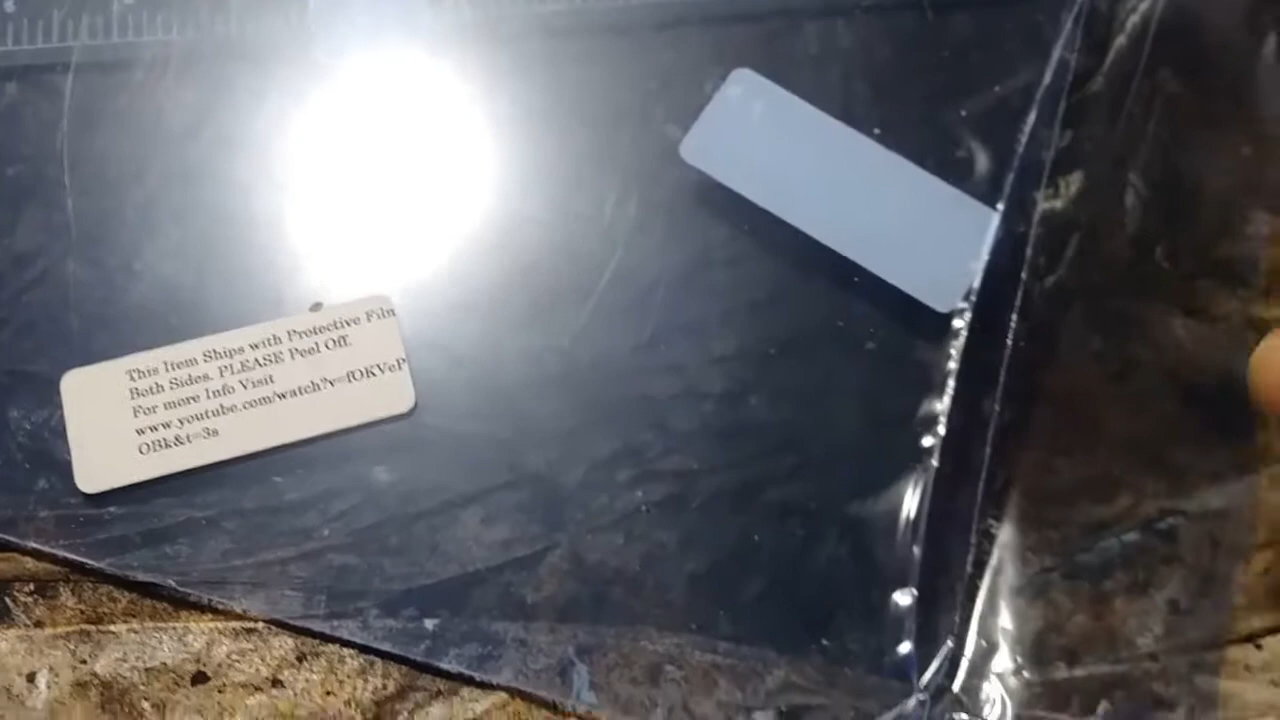 This Item Ships with Protective Film
Both Sides. PLEASE Peel Off.
For more Info Visit
www.youtube.com/watch?v=fOKVeP
OBk&t=3s